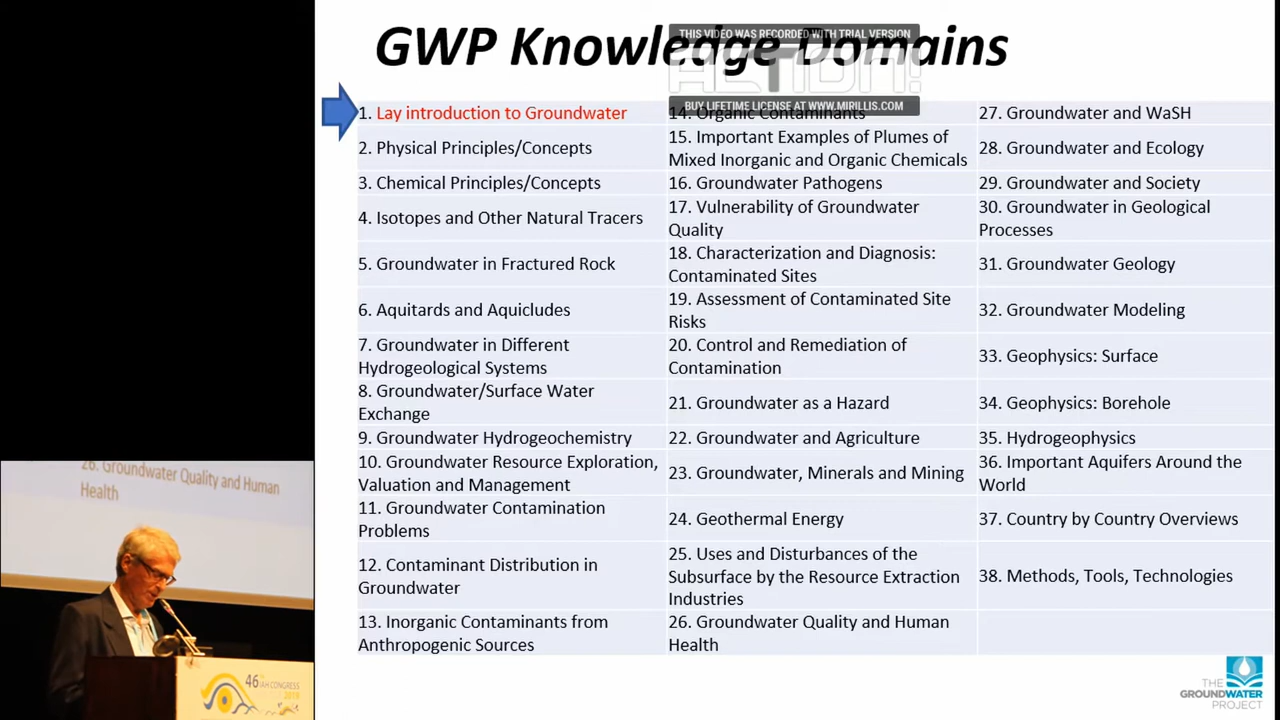 GWP Knowledge Domains
THIS VIDEO WAS RECORDED WITH TRIAL VERSION
ACTION!
BUY LIFETIME LICENSE AT WWW.MIRILLIS.COM
1. Lay introduction to Groundwater
2. Physical Principles/Concepts
3. Chemical Principles/Concepts
4. Isotopes and Other Natural Tracers
5. Groundwater in Fractured Rock
6. Aquitards and Aquicludes
7. Groundwater in Different
Hydrogeological Systems
8. Groundwater/Surface Water
Exchange
9. Groundwater Hydrogeochemistry
10. Groundwater Resource Exploration,
Valuation and Management
11. Groundwater Contamination
Problems
12. Contaminant Distribution in
Groundwater
13. Inorganic Contaminants from
Anthropogenic Sources
14. Organic Contaminants
15. Important Examples of Plumes of
Mixed Inorganic and Organic Chemicals
16. Groundwater Pathogens
17. Vulnerability of Groundwater
Quality
18. Characterization and Diagnosis:
Contaminated Sites
19. Assessment of Contaminated Site
Risks
20. Control and Remediation of
Contamination
21. Groundwater as a Hazard
22. Groundwater and Agriculture
23. Groundwater, Minerals and Mining
24. Geothermal Energy
25. Uses and Disturbances of the
Subsurface by the Resource Extraction
Industries
26. Groundwater Quality and Human
Health
27. Groundwater and WaSH
28. Groundwater and Ecology
29. Groundwater and Society
30. Groundwater in Geological
Processes
31. Groundwater Geology
32. Groundwater Modeling
33. Geophysics: Surface
34. Geophysics: Borehole
35. Hydrogeophysics
36. Important Aquifers Around the
World
37. Country by Country Overviews
38. Methods, Tools, Technologies
26. Groundwater Quality and Human
Health
46
IAH CONGRESS
2019
THE
GROUNDWATER
PROJECT